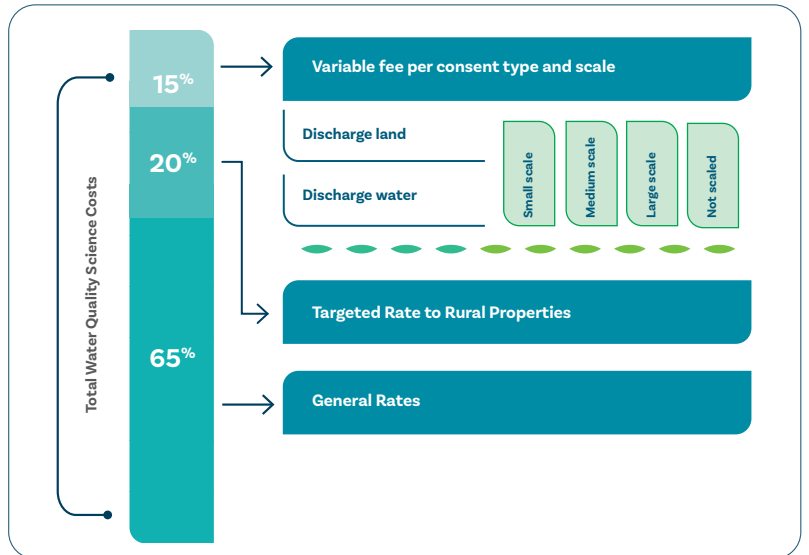 Total Water Quality Science Costs
15%
20%
65%
Variable fee per consent type and scale
Discharge land
Discharge water
Small scale
Medium scale
Large scale
Not scaled
Targeted Rate to Rural Properties
General Rates